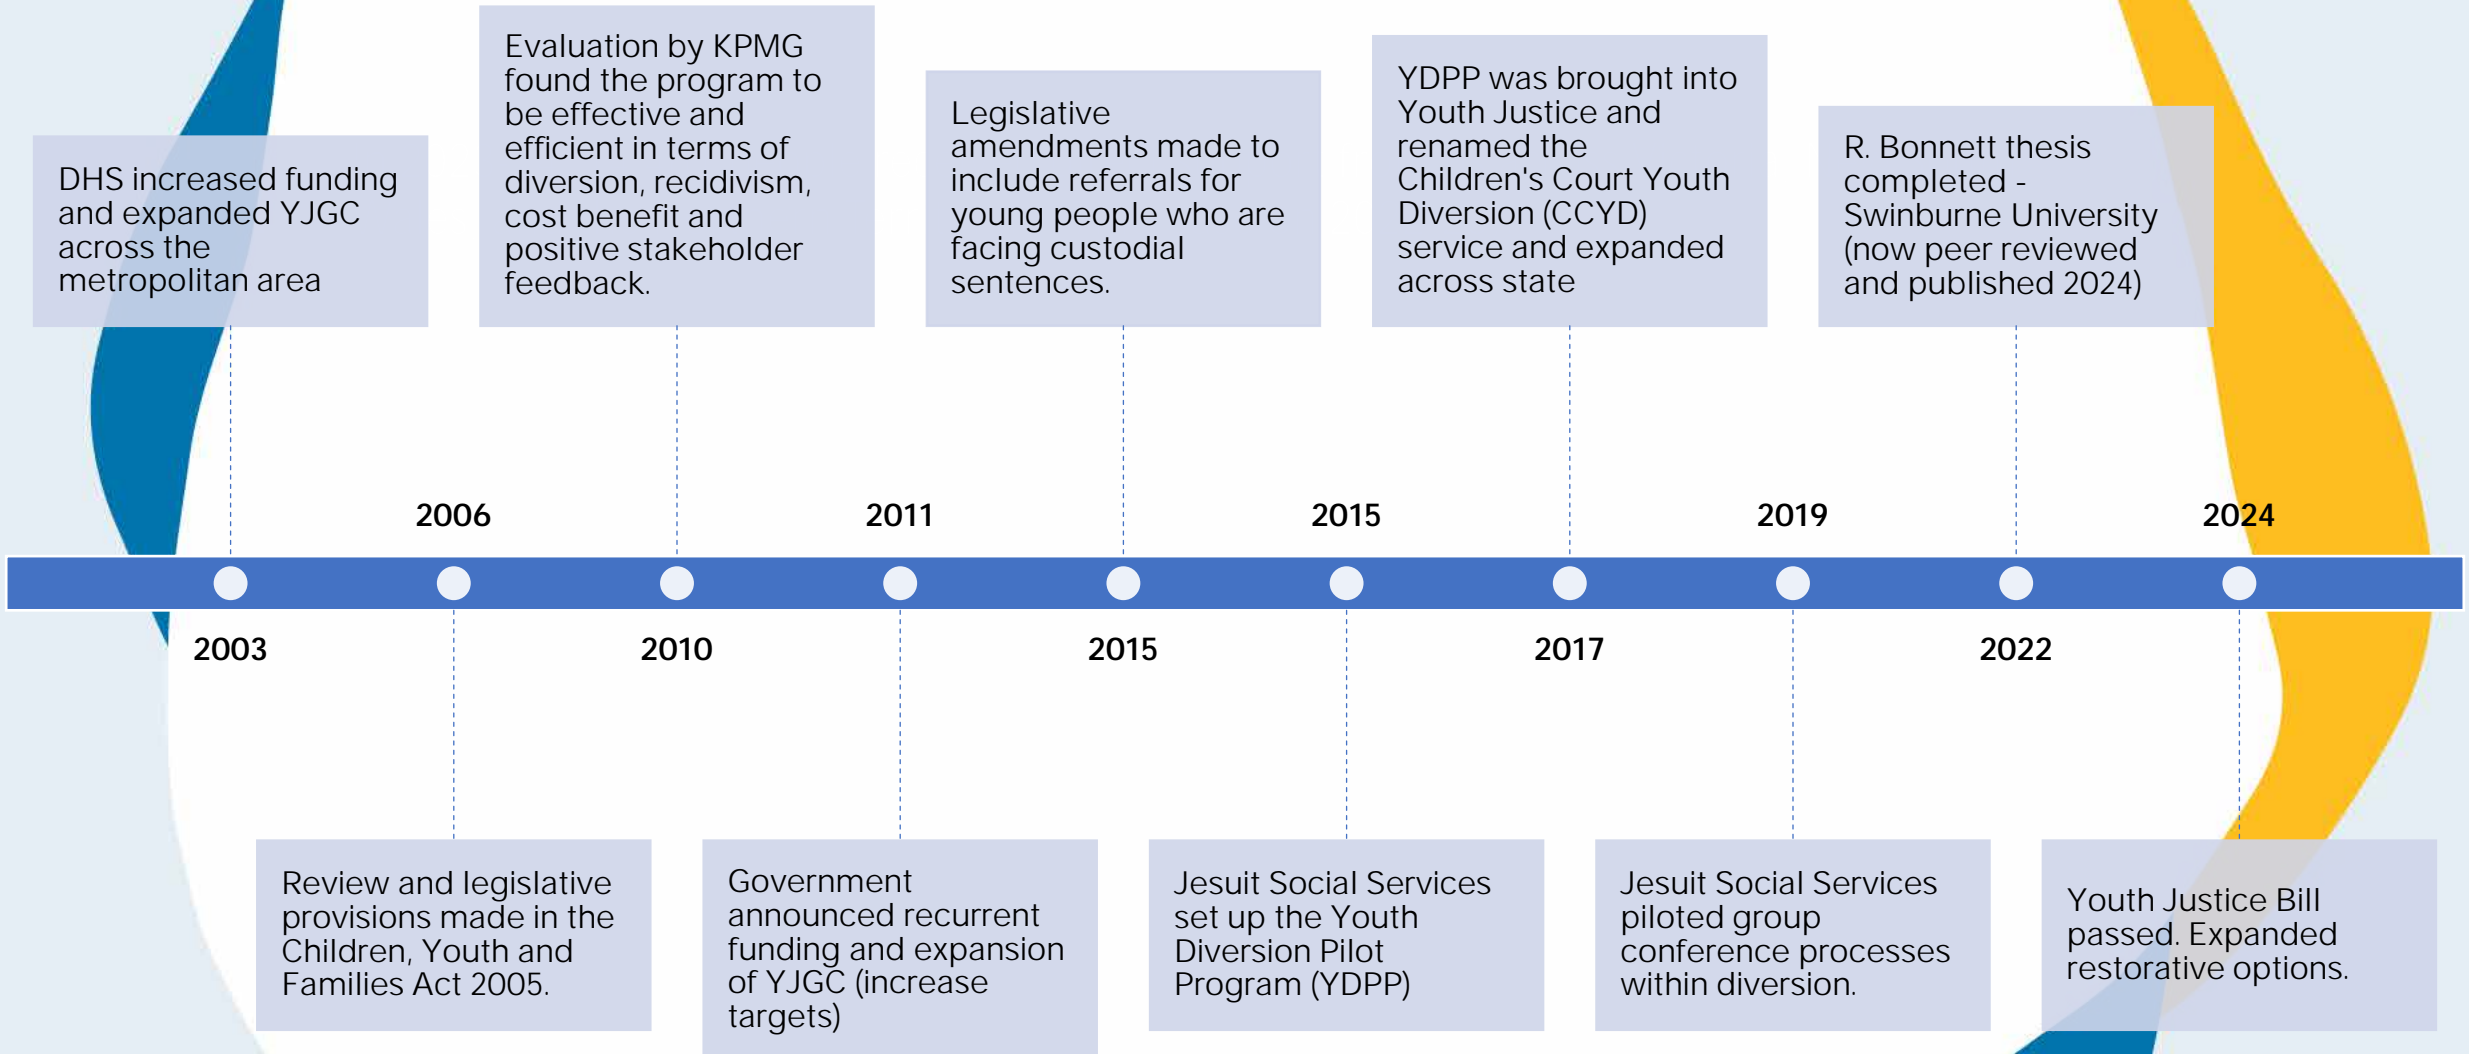 DHS increased funding
and expanded YJGC
across the
metropolitan area
2003
2006
Review and legislative
provisions made in the
Children, Youth and
Families Act 2005.
Evaluation by KPMG
found the program to
be effective and
efficient in terms of
diversion, recidivism,
cost benefit and
positive stakeholder
feedback.
2010
2011
Government
announced recurrent
funding and expansion
of YJGC (increase
targets)
Legislative
amendments made to
include referrals for
young people who are
facing custodial
sentences.
2015
2015
Jesuit Social Services
set up the Youth
Diversion Pilot
Program (YDPP)
YDPP was brought into
Youth Justice and
renamed the
Children's Court Youth
Diversion (CCYD)
service and expanded
across state
2017
2019
Jesuit Social Services
piloted group
conference processes
within diversion.
R. Bonnett thesis
completed -
Swinburne University
(now peer reviewed
and published 2024)
2022
2024
Youth Justice Bill
passed. Expanded
restorative options.